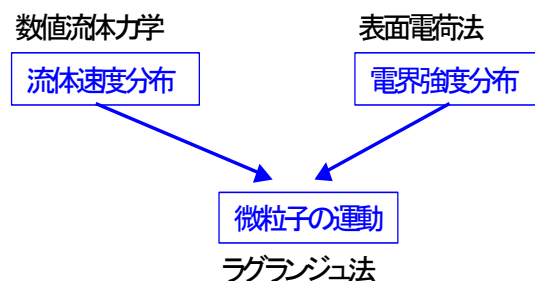 数値流体力学
表面電荷法
流体速度分布
電界強度分布
微粒子の運動
ラグランジュ法